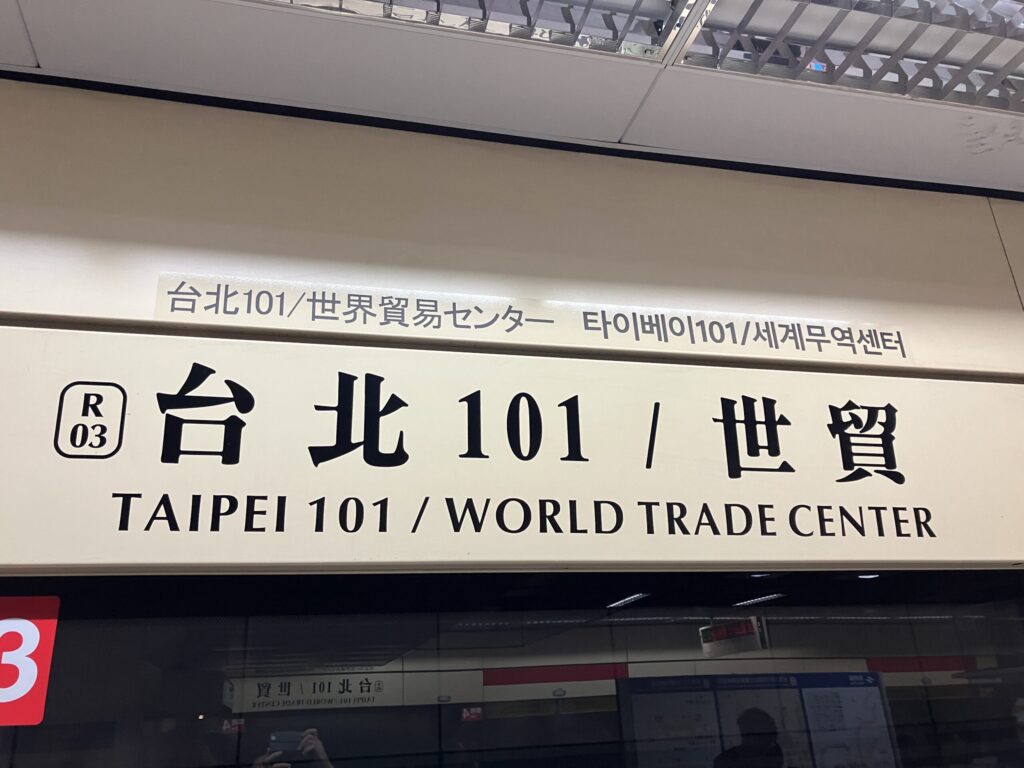 台北101/世界貿易センター 타이베이101/세계무역센터
R
03
台北 101 / 世貿
TAIPEI 101 / WORLD TRADE CENTER
3